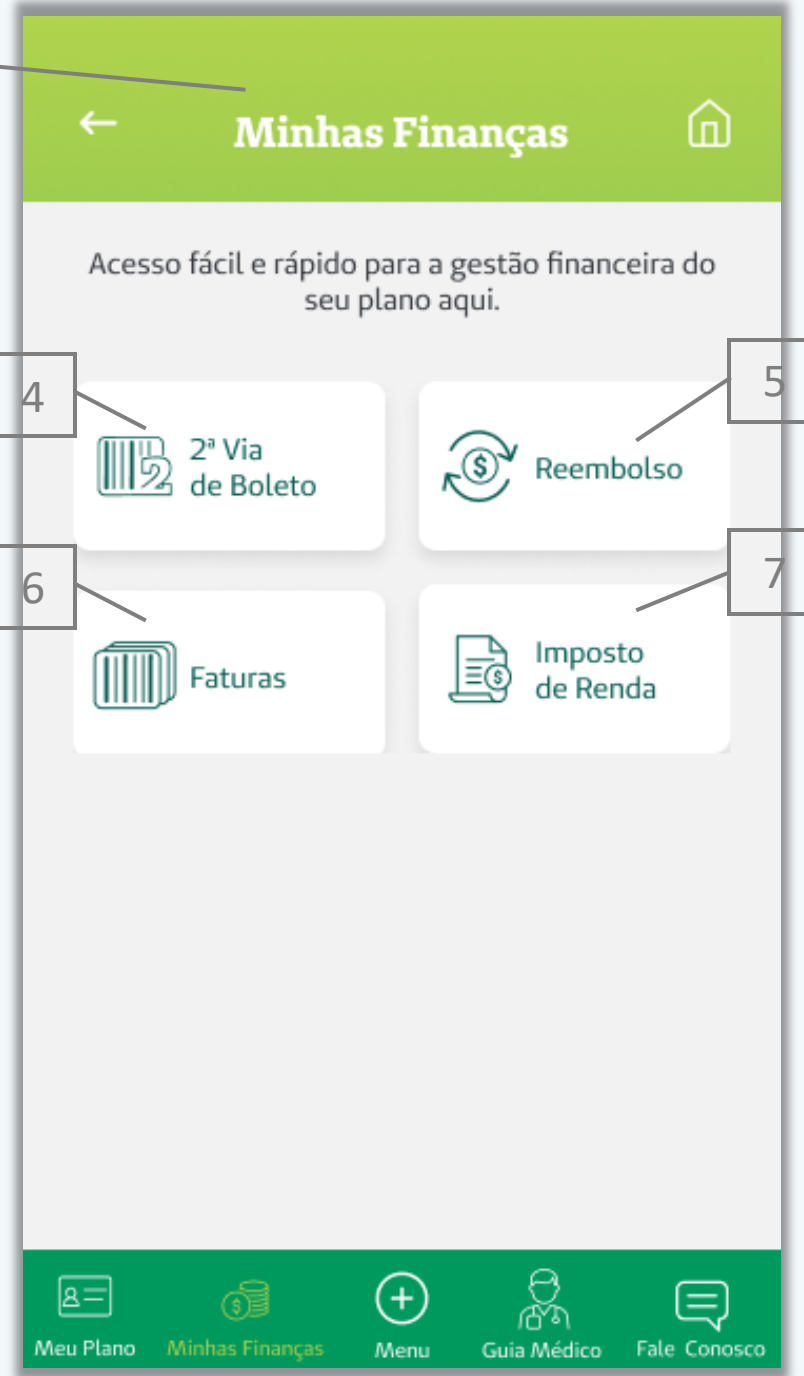 Minhas Finanças
Acesso fácil e rápido para a gestão financeira do
seu plano aqui.
4
2ª Via
de Boleto
5
Reembolso
6
Faturas
7
Imposto
de Renda
Meu Plano
Minhas Finanças
Menu
Guia Médico
Fale Conosco